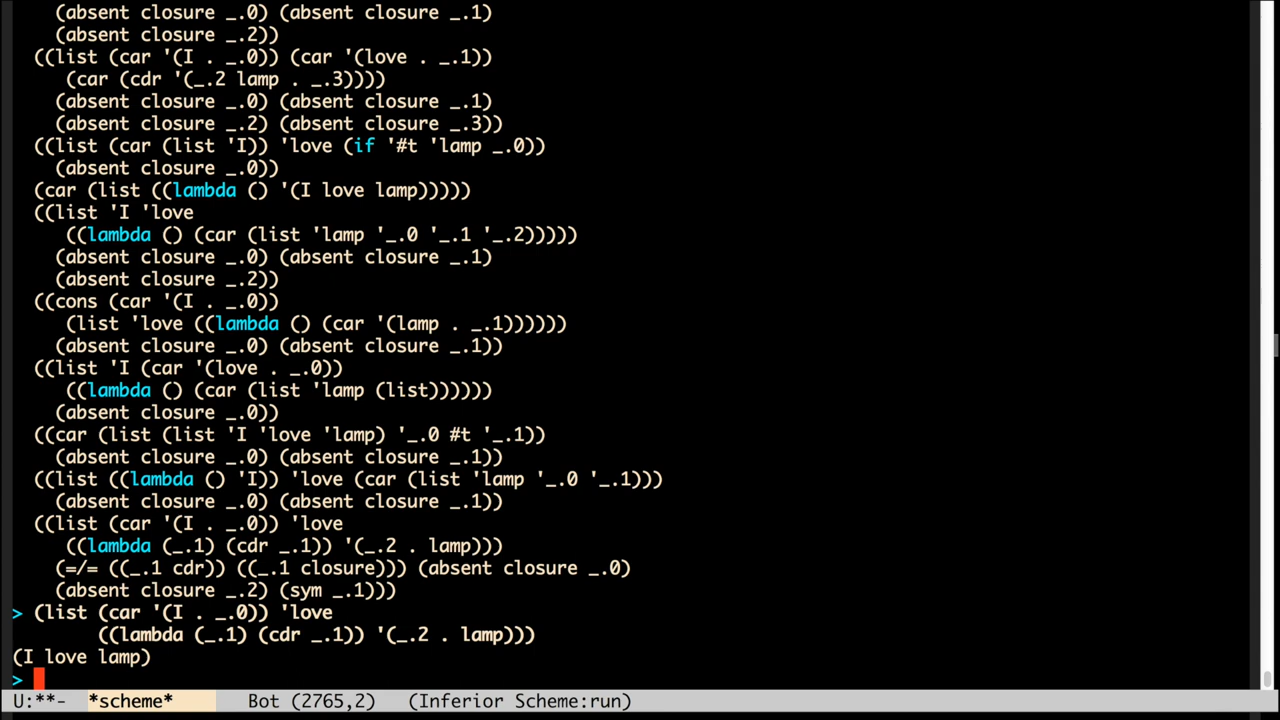 (absent closure _.0) (absent closure _.1)
(absent closure _.2))
((list (car '(I . _.0)) (car '(love . _.1))
(car (cdr '(_.2 lamp . _.3))))
(absent closure _.0) (absent closure _.1)
(absent closure _.2) (absent closure _.3))
((list (car (list 'I)) 'love (if '#t 'lamp _.0))
(absent closure _.0))
(car (list ((lambda () '(I love lamp)))))
((list 'I 'love
((lambda () (car (list 'lamp '_.0 '_.1 '_.2)))))
(absent closure _.0) (absent closure _.1)
(absent closure _.2))
((cons (car '(I . _.0))
(list 'love ((lambda () (car '(lamp . _.1))))))
(absent closure _.0) (absent closure _.1))
((list 'I (car '(love . _.0))
((lambda () (car (list 'lamp (list))))))
(absent closure _.0))
((car (list (list 'I 'love 'lamp) '_.0 #t '_.1))
(absent closure _.0) (absent closure _.1))
((list ((lambda () 'I)) 'love (car (list 'lamp '_.0 '_.1)))
(absent closure _.0) (absent closure _.1))
((list (car '(I . _.0)) 'love
((lambda (_.1) (cdr _.1)) '(_.2 . lamp)))
(=/= ((_.1 cdr)) ((_.1 closure))) (absent closure _.0)
(absent closure _.2) (sym _.1)))
> (list (car '(I . _.0)) 'love
((lambda (_.1) (cdr _.1)) '(_.2 . lamp)))
(I love lamp)
>
U:**- *scheme* Bot (2765,2) (Inferior Scheme:run)